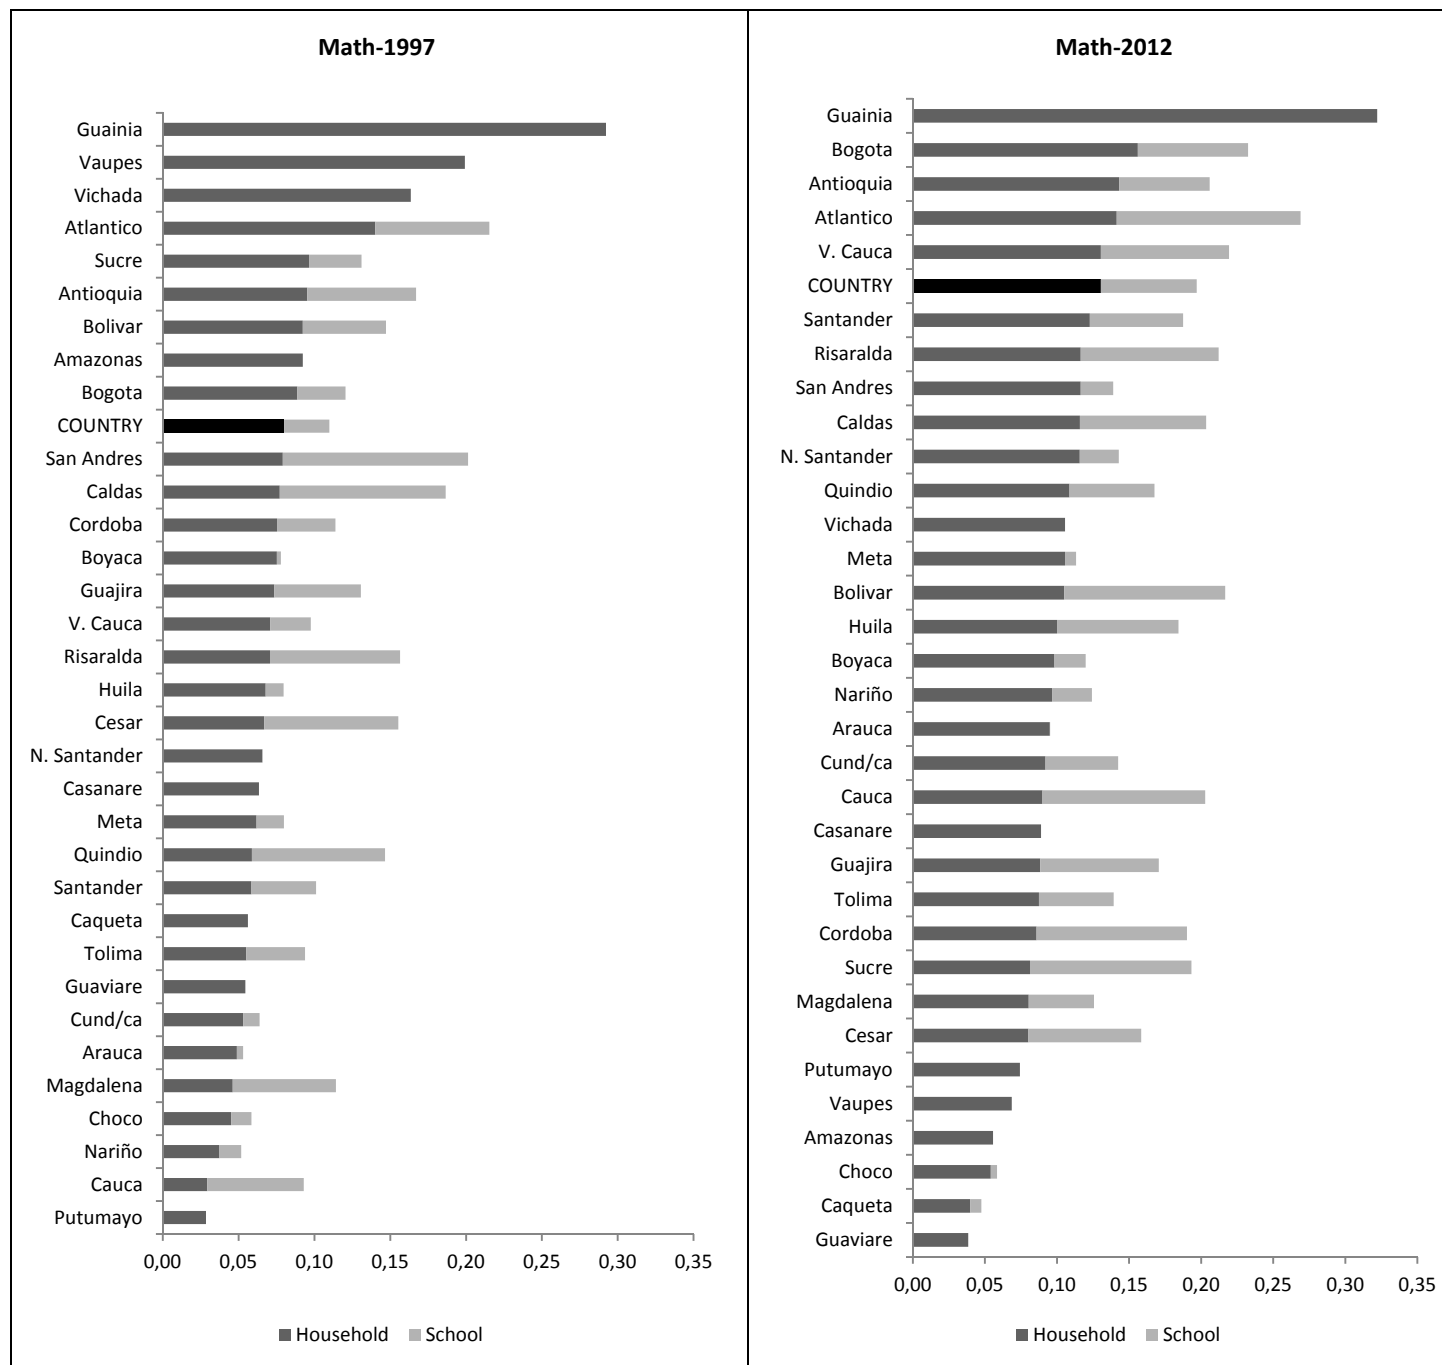 Math-1997
Guainia
Vaupes
Vichada
Atlantico
Sucre
Antioquia
Bolivar
Amazonas
Bogota
COUNTRY
San Andres
Caldas
Cordoba
Boyaca
Guajira
V. Cauca
Risaralda
Huila
Cesar
N. Santander
Casanare
Meta
Quindio
Santander
Caqueta
Tolima
Guaviare
Cund/ca
Arauca
Magdalena
Choco
Nariño
Cauca
Putumayo
0,00 0,05 0,10 0,15 0,20 0,25 0,30 0,35
Household School
Math-2012
Guainia
Bogota
Antioquia
Atlantico
V. Cauca
COUNTRY
Santander
Risaralda
San Andres
Caldas
N. Santander
Quindio
Vichada
Meta
Bolivar
Huila
Boyaca
Nariño
Arauca
Cund/ca
Cauca
Casanare
Guajira
Tolima
Cordoba
Sucre
Magdalena
Cesar
Putumayo
Vaupes
Amazonas
Choco
Caqueta
Guaviare
0,00 0,05 0,10 0,15 0,20 0,25 0,30 0,35
Household School